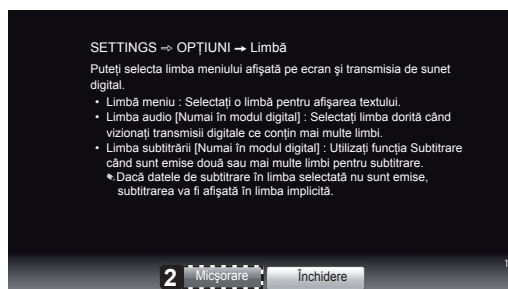 SETTINGS ⇨ OPŢIUNI ➙ Limbă
Puteţi selecta limba meniului afişată pe ecran şi transmisia de sunet
digital.
• Limbă meniu : Selectaţi o limbă pentru afişarea textului.
• Limba audio [Numai în modul digital] : Selectaţi limba dorită când
vizionaţi transmisii digitale ce conţin mai multe limbi.
• Limba subtitrării [Numai în modul digital] : Utilizaţi funcţia Subtitrare
când sunt emise două sau mai multe limbi pentru subtitrare.
✎Dacă datele de subtitrare în limba selectată nu sunt emise,
subtitrarea va fi afişată în limba implicită.
1
2 Micşorare Închidere